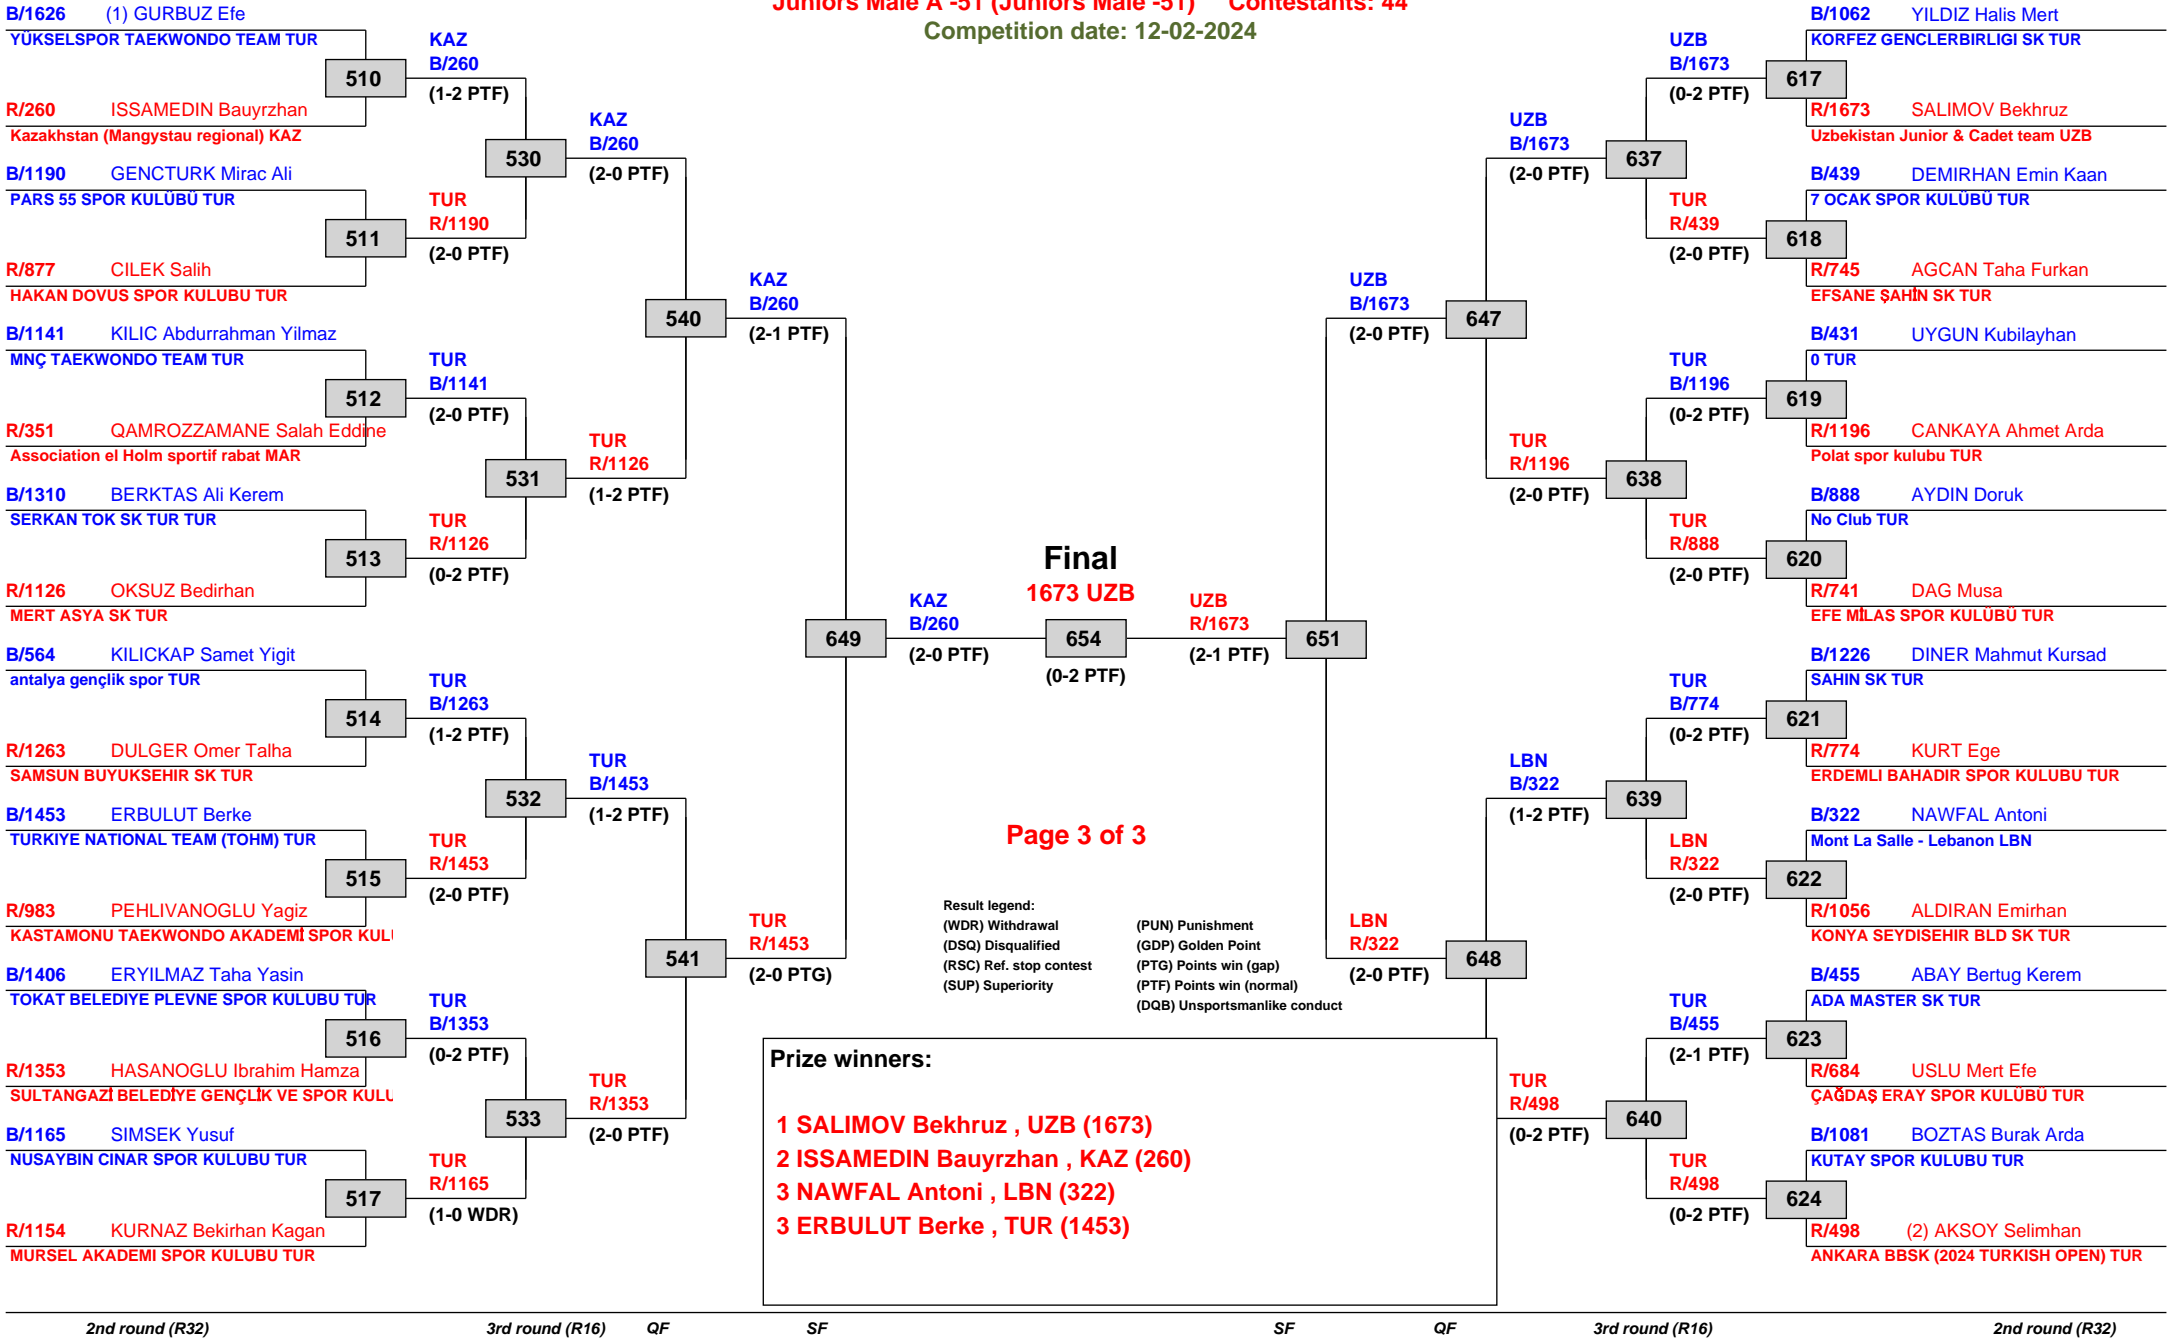 Juniors Male A -51 (Juniors Male -51) Contestants: 44
Competition date: 12-02-2024
B/1626 (1) GURBUZ Efe
YÜKSELSPOR TAEKWONDO TEAM TUR
510
R/260 ISSAMEDIN Bauyrzhan
Kazakhstan (Mangystau regional) KAZ
B/1190 GENCTURK Mirac Ali
PARS 55 SPOR KULÜBÜ TUR
511
R/877 CILEK Salih
HAKAN DOVUS SPOR KULUBU TUR
B/1141 KILIC Abdurrahman Yilmaz
MNÇ TAEKWONDO TEAM TUR
512
R/351 QAMROZZAMANE Salah Eddine
Association el Holm sportif rabat MAR
B/1310 BERKTAS Ali Kerem
SERKAN TOK SK TUR TUR
513
R/1126 OKSUZ Bedirhan
MERT ASYA SK TUR
B/564 KILICKAP Samet Yigit
antalya gençlik spor TUR
514
R/1263 DULGER Omer Talha
SAMSUN BUYUKSEHIR SK TUR
B/1453 ERBULUT Berke
TURKIYE NATIONAL TEAM (TOHM) TUR
515
R/983 PEHLIVANOGLU Yagiz
KASTAMONU TAEKWONDO AKADEMİ SPOR KUL
B/1406 ERYILMAZ Taha Yasin
TOKAT BELEDIYE PLEVNE SPOR KULUBU TUR
516
R/1353 HASANOGLU Ibrahim Hamza
SULTANGAZİ BELEDİYE GENÇLİK VE SPOR KULU
B/1165 SIMSEK Yusuf
NUSAYBIN CINAR SPOR KULUBU TUR
517
R/1154 KURNAZ Bekirhan Kagan
MURSEL AKADEMI SPOR KULUBU TUR
KAZ
B/260
(1-2 PTF)
530
TUR
R/1190
(2-0 PTF)
TUR
B/1141
(2-0 PTF)
531
TUR
R/1126
(0-2 PTF)
TUR
B/1263
(1-2 PTF)
532
TUR
R/1453
(2-0 PTF)
TUR
B/1353
(0-2 PTF)
533
TUR
R/1165
(1-0 WDR)
KAZ
B/260
(2-0 PTF)
540
TUR
R/1126
(1-2 PTF)
TUR
B/1453
(1-2 PTF)
541
TUR
R/1353
(2-0 PTF)
KAZ
B/260
(2-1 PTF)
649
TUR
R/1453
(2-0 PTG)
KAZ
B/260
(2-0 PTF)
Final
1673 UZB
654
(0-2 PTF)
UZB
R/1673
(2-1 PTF)
651
UZB
B/1673
(2-0 PTF)
LBN
R/322
(2-0 PTF)
647
648
UZB
B/1673
(2-0 PTF)
TUR
R/1196
(2-0 PTF)
LBN
B/322
(1-2 PTF)
TUR
R/498
(0-2 PTF)
637
638
639
640
UZB
B/1673
(0-2 PTF)
TUR
R/439
(2-0 PTF)
TUR
B/1196
(0-2 PTF)
TUR
R/888
(2-0 PTF)
TUR
B/774
(0-2 PTF)
LBN
R/322
(2-0 PTF)
TUR
B/455
(2-1 PTF)
TUR
R/498
(0-2 PTF)
B/1062 YILDIZ Halis Mert
KORFEZ GENCLERBIRLIGI SK TUR
617
R/1673 SALIMOV Bekhruz
Uzbekistan Junior & Cadet team UZB
B/439 DEMIRHAN Emin Kaan
7 OCAK SPOR KULÜBÜ TUR
618
R/745 AGCAN Taha Furkan
EFSANE ŞAHİN SK TUR
B/431 UYGUN Kubilayhan
0 TUR
619
R/1196 CANKAYA Ahmet Arda
Polat spor kulubu TUR
B/888 AYDIN Doruk
No Club TUR
620
R/741 DAG Musa
EFE MİLAS SPOR KULÜBÜ TUR
B/1226 DINER Mahmut Kursad
SAHIN SK TUR
621
R/774 KURT Ege
ERDEMLI BAHADIR SPOR KULUBU TUR
B/322 NAWFAL Antoni
Mont La Salle - Lebanon LBN
622
R/1056 ALDIRAN Emirhan
KONYA SEYDISEHIR BLD SK TUR
B/455 ABAY Bertug Kerem
ADA MASTER SK TUR
623
R/684 USLU Mert Efe
ÇAĞDAŞ ERAY SPOR KULÜBÜ TUR
B/1081 BOZTAS Burak Arda
KUTAY SPOR KULUBU TUR
624
R/498 (2) AKSOY Selimhan
ANKARA BBSK (2024 TURKISH OPEN) TUR
Page 3 of 3
Result legend:
(WDR) Withdrawal (PUN) Punishment
(DSQ) Disqualified (GDP) Golden Point
(RSC) Ref. stop contest (PTG) Points win (gap)
(SUP) Superiority (PTF) Points win (normal)
(DQB) Unsportsmanlike conduct
Prize winners:
1 SALIMOV Bekhruz , UZB (1673)
2 ISSAMEDIN Bauyrzhan , KAZ (260)
3 NAWFAL Antoni , LBN (322)
3 ERBULUT Berke , TUR (1453)
2nd round (R32) 3rd round (R16) QF SF SF QF 3rd round (R16) 2nd round (R32)